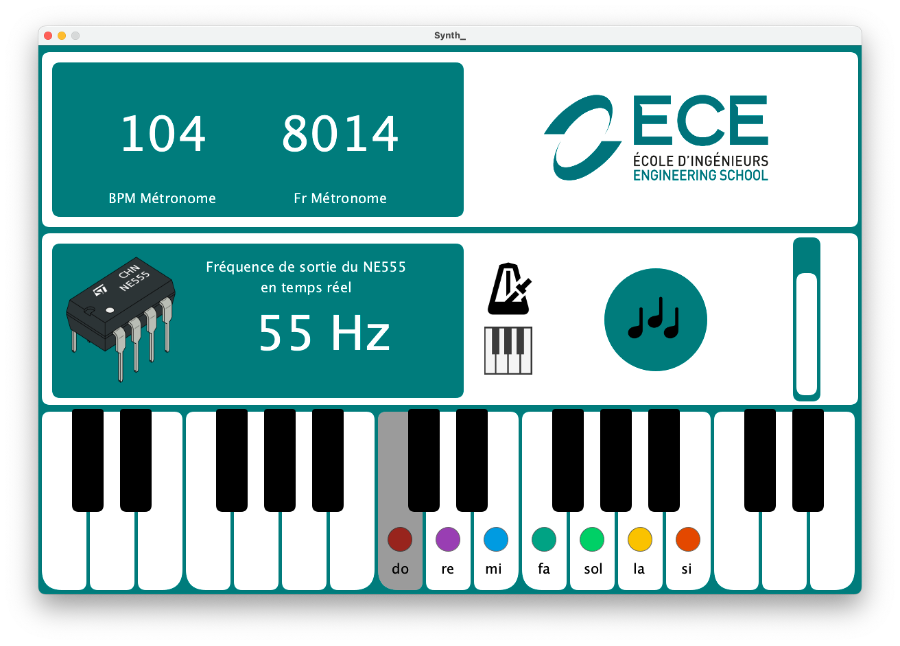 Synth_
104
8014
BPM Métronome
Fr Métronome
ECE
ÉCOLE D'INGÉNIEURS
ENGINEERING SCHOOL
CHN
NE555
Fréquence de sortie du NE555
en temps réel
55 Hz
do
re
mi
fa
sol
la
si